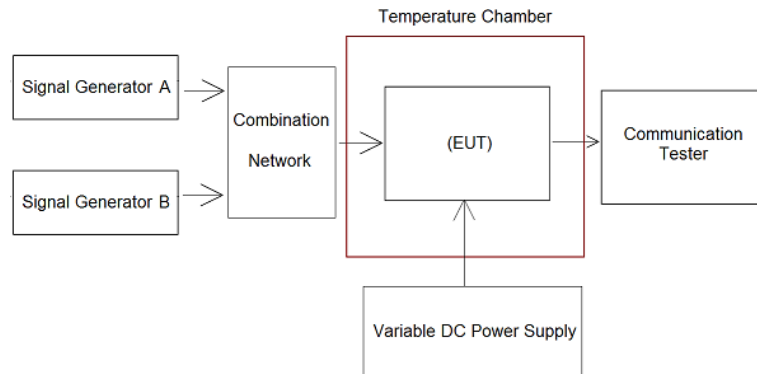 Temperature Chamber
Signal Generator A
Combination
Network
(EUT)
Communication
Tester
Signal Generator B
Variable DC Power Supply